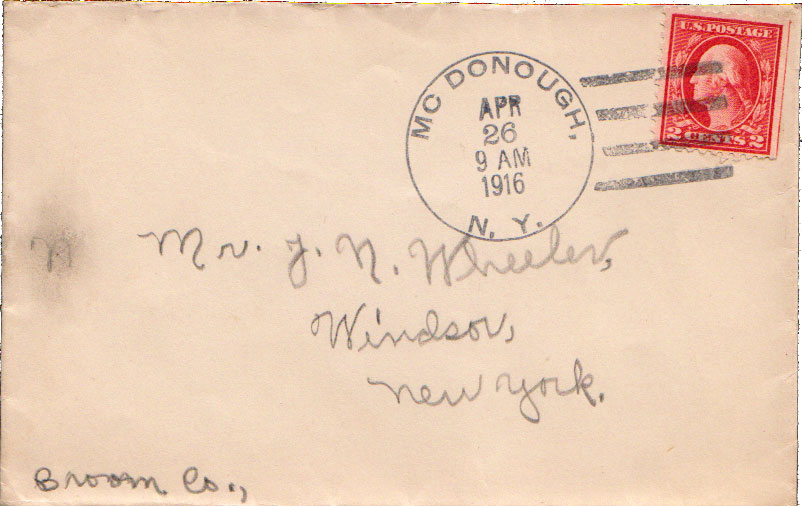 U.S. POSTAGE
2 CENTS 2
MC DONOUGH,
APR
26
9 AM
1916
N. Y.
Mr. J. N. Wheeler,
Windsor,
New York.
Broom Co.,